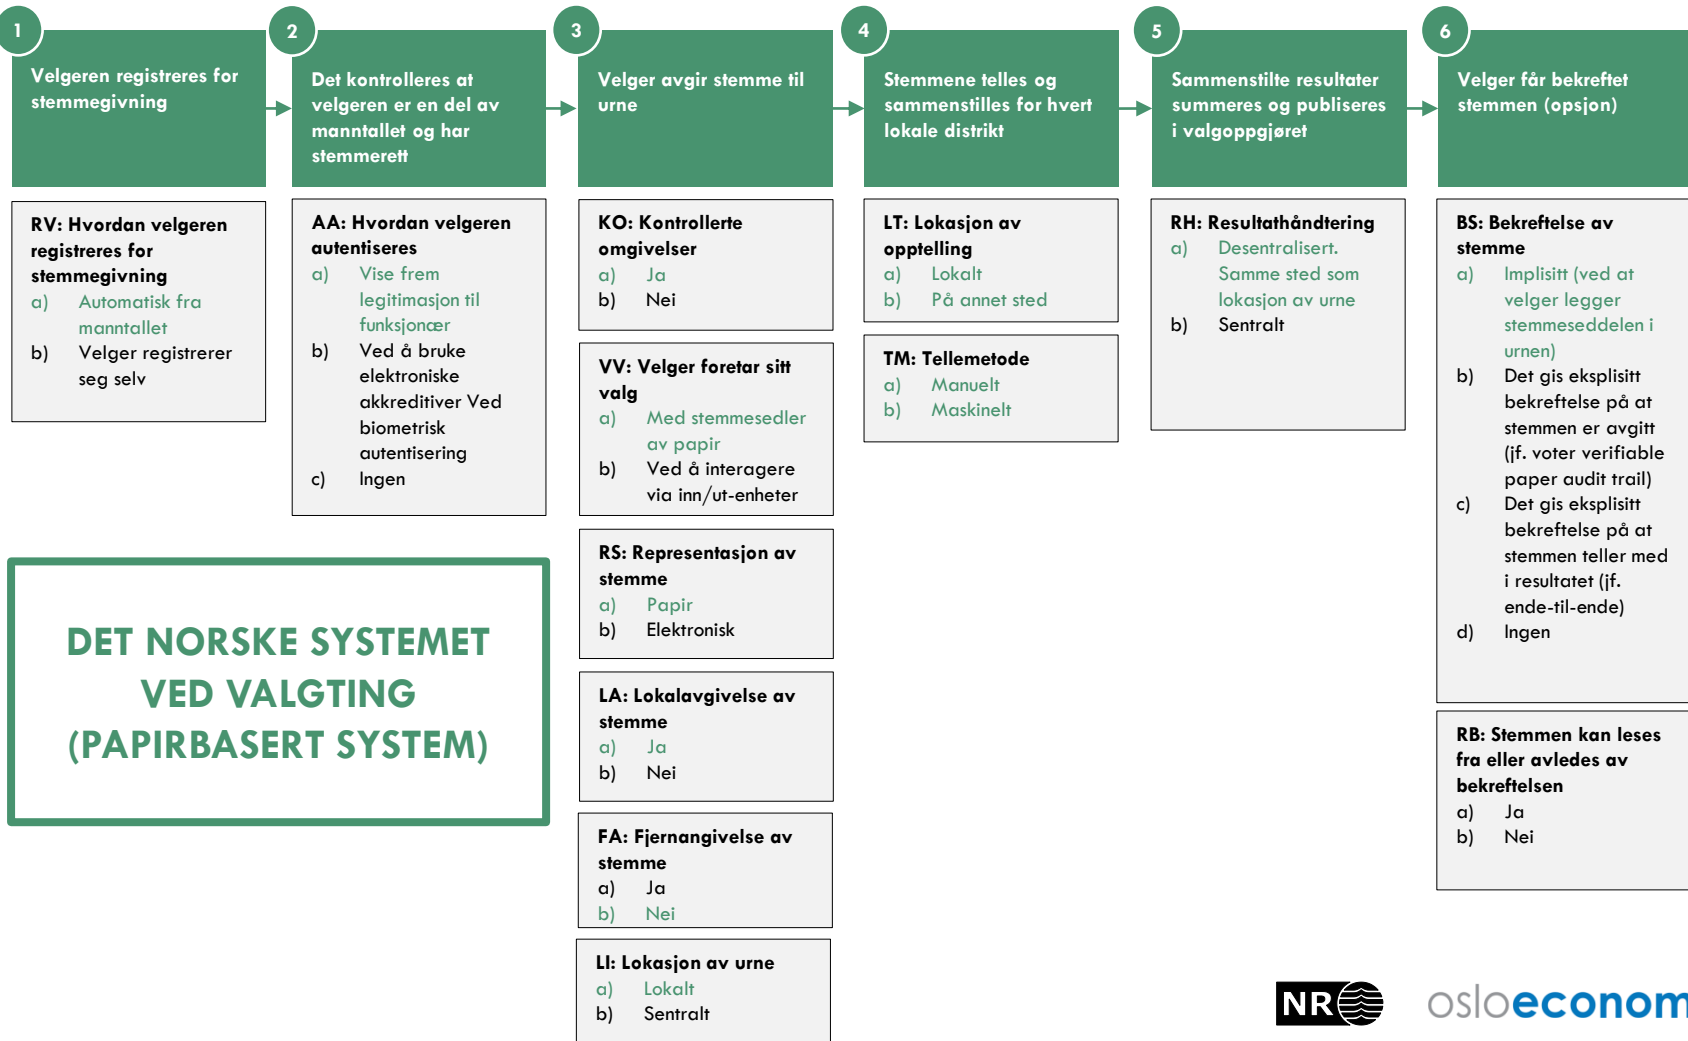 1
Velgeren registreres for
stemmegivning
2
Det kontrolleres at
velgeren er en del av
manntallet og har
stemmerett
3
Velger avgir stemme til
urne
4
Stemmene telles og
sammenstilles for hvert
lokale distrikt
5
Sammenstilte resultater
summeres og publiseres
i valgoppgjøret
6
Velger får bekreftet
stemmen (opsjon)
RV: Hvordan velgeren
registreres for
stemmegivning
a) Automatisk fra
manntallet
b) Velger registrerer
seg selv
AA: Hvordan velgeren
autentiseres
a) Vise frem
legitimasjon til
funksjonær
b) Ved å bruke
elektroniske
akkreditiver Ved
biometrisk
autentisering
c) Ingen
KO: Kontrollerte
omgivelser
a) Ja
b) Nei
VV: Velger foretar sitt
valg
a) Med stemmesedler
av papir
b) Ved å interagere
via inn/ut-enheter
RS: Representasjon av
stemme
a) Papir
b) Elektronisk
LA: Lokalavgivelse av
stemme
a) Ja
b) Nei
FA: Fjernangivelse av
stemme
a) Ja
b) Nei
LI: Lokasjon av urne
a) Lokalt
b) Sentralt
LT: Lokasjon av
opptelling
a) Lokalt
b) På annet sted
TM: Tellemetode
a) Manuelt
b) Maskinelt
RH: Resultathåndtering
a) Desentralisert.
Samme sted som
lokasjon av urne
b) Sentralt
BS: Bekreftelse av
stemme
a) Implisitt (ved at
velger legger
stemmeseddelen i
urnen)
b) Det gis eksplisitt
bekreftelse på at
stemmen er avgitt
(jf. voter verifiable
paper audit trail)
c) Det gis eksplisitt
bekreftelse på at
stemmen teller med
i resultatet (jf.
ende-til-ende)
d) Ingen
RB: Stemmen kan leses
fra eller avledes av
bekreftelsen
a) Ja
b) Nei
DET NORSKE SYSTEMET
VED VALGTING
(PAPIRBASERT SYSTEM)
NR
osloeconom